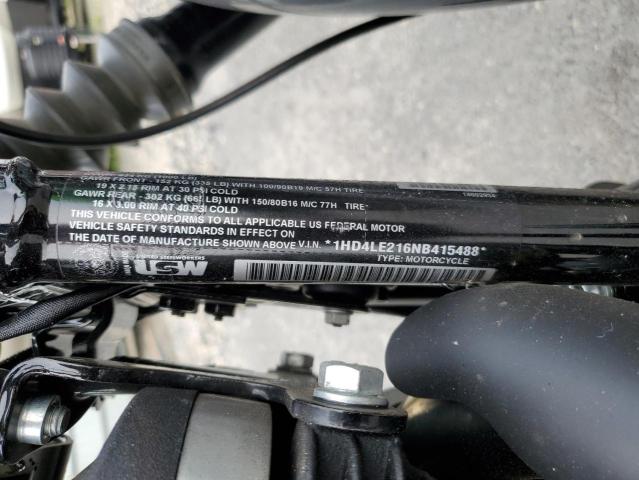 GAWR FRONT - 152 KG (335 LB) WITH 100/90B19 M/C 57H TIRE
19 X 2.15 RIM AT 30 PSI COLD
GAWR REAR - 302 KG (665 LB) WITH 150/80B16 M/C 77H TIRE
16 X 3.00 RIM AT 40 PSI COLD
THIS VEHICLE CONFORMS TO ALL APPLICABLE US FEDERAL MOTOR
VEHICLE SAFETY STANDARDS IN EFFECT ON
THE DATE OF MANUFACTURE ABOVE V.I.N. *1HD4LE216NB415488*
TYPE: MOTORCYCLE
STEELWORKERS
USW